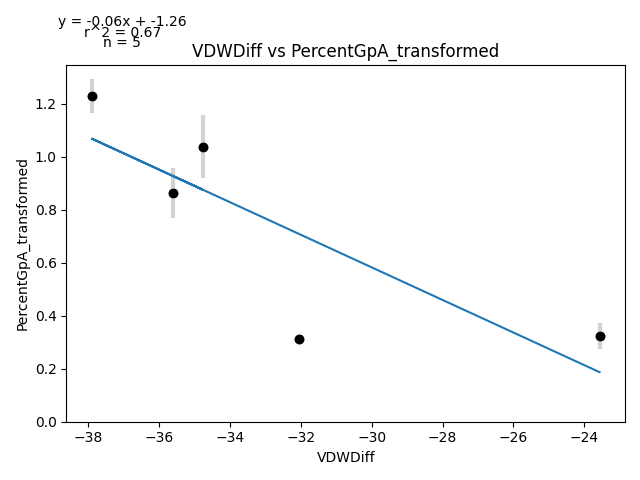 y = -0.06x + -1.26
r^2 = 0.67
n = 5
VDWDiff vs PercentGpA_transformed
PercentGpA_transformed
1.2
1.0
0.8
0.6
0.4
0.2
0.0
−38 −36 −34 −32 −30 −28 −26 −24
VDWDiff